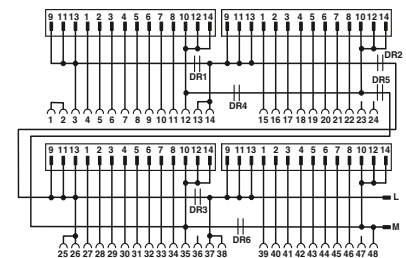 9 11 13 1 2 3 4 5 6 7 8 10 12 14 9 11 13 1 2 3 4 5 6 7 8 10 12 14
DR1 DR2
DR4 DR5
1 2 3 4 5 6 7 8 9 10 11 12 13 14 15 16 17 18 19 20 21 22 23 24
9 11 13 1 2 3 4 5 6 7 8 10 12 14 9 11 13 1 2 3 4 5 6 7 8 10 12 14
DR3 L
DR6 M
25 26 27 28 29 30 31 32 33 34 35 36 37 38 39 40 41 42 43 44 45 46 47 48